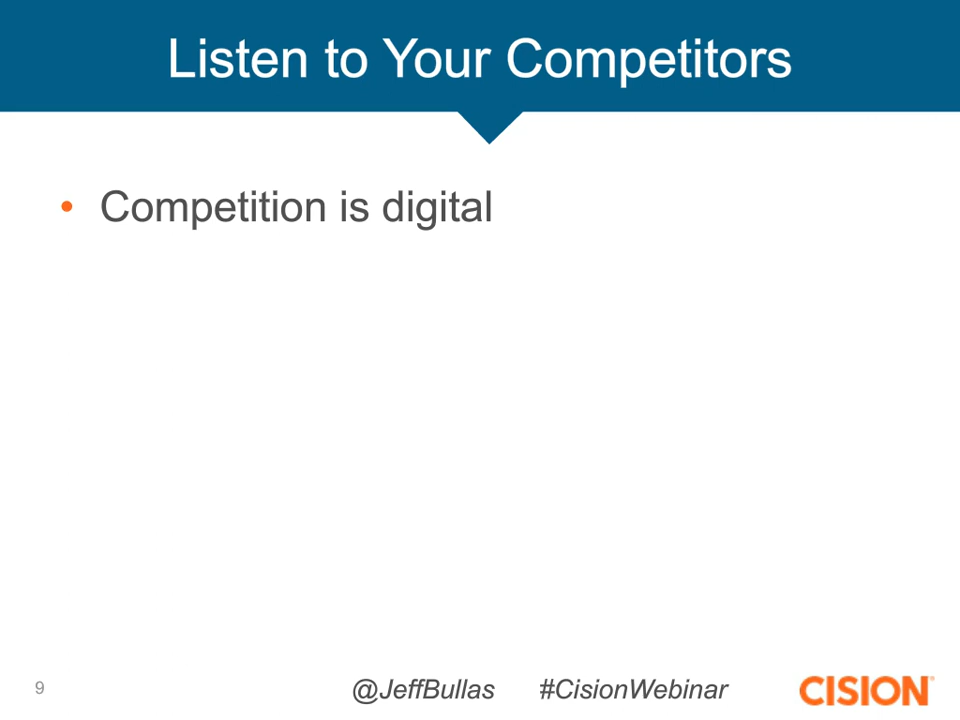 Listen to Your Competitors
• Competition is digital
9 @JeffBullas #CisionWebinar CISION®